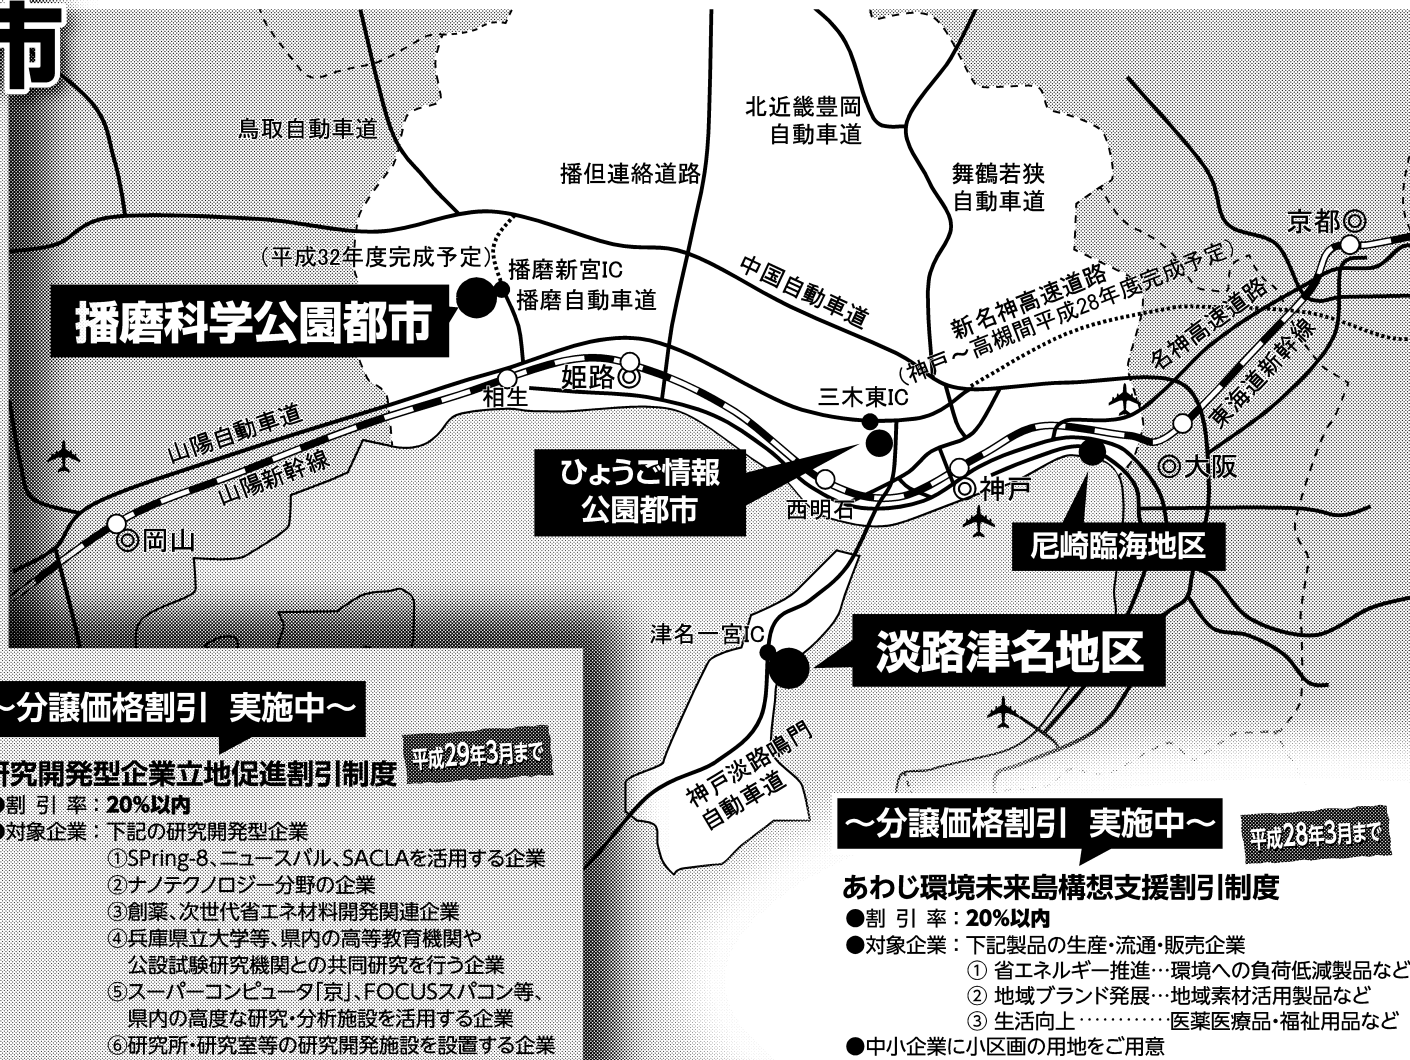 市
鳥取自動車道
北近畿豊岡
自動車道
播但連絡道路
舞鶴若狭
自動車道
京都◎
（平成32年度完成予定）
播磨新宮IC
播磨自動車道
中国自動車道
新名神高速道路
（神戸～高槻間平成28年度完成予定）
名神高速道路
東海道新幹線
播磨科学公園都市
姫路◎
相生
三木東IC
山陽自動車道
山陽新幹線
ひょうご情報
公園都市
西明石
◎神戸
◎大阪
◎岡山
尼崎臨海地区
津名一宮IC
淡路津名地区
神戸淡路鳴門
自動車道
～分譲価格割引 実施中～
平成29年3月まで
研究開発型企業立地促進割引制度
●割引率：20%以内
●対象企業：下記の研究開発型企業
①SPring-8、ニュースバル、SACLAを活用する企業
②ナノテクノロジー分野の企業
③創薬、次世代省エネ材料開発関連企業
④兵庫県立大学等、県内の高等教育機関や
公設試験研究機関との共同研究を行う企業
⑤スーパーコンピュータ「京」、FOCUSスパコン等、
県内の高度な研究・分析施設を活用する企業
⑥研究所・研究室等の研究開発施設を設置する企業
～分譲価格割引 実施中～
平成28年3月まで
あわじ環境未来島構想支援割引制度
●割引率：20%以内
●対象企業：下記製品の生産・流通・販売企業
① 省エネルギー推進…環境への負荷低減製品など
② 地域ブランド発展…地域素材活用製品など
③ 生活向上…………医薬医療品・福祉用品など
●中小企業に小区画の用地をご用意